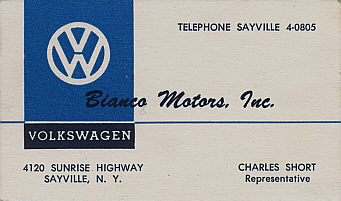 TELEPHONE SAYVILLE 4-0805
Bianco Motors, Inc.
VOLKSWAGEN
4120 SUNRISE HIGHWAY
SAYVILLE, N. Y.
CHARLES SHORT
Representative